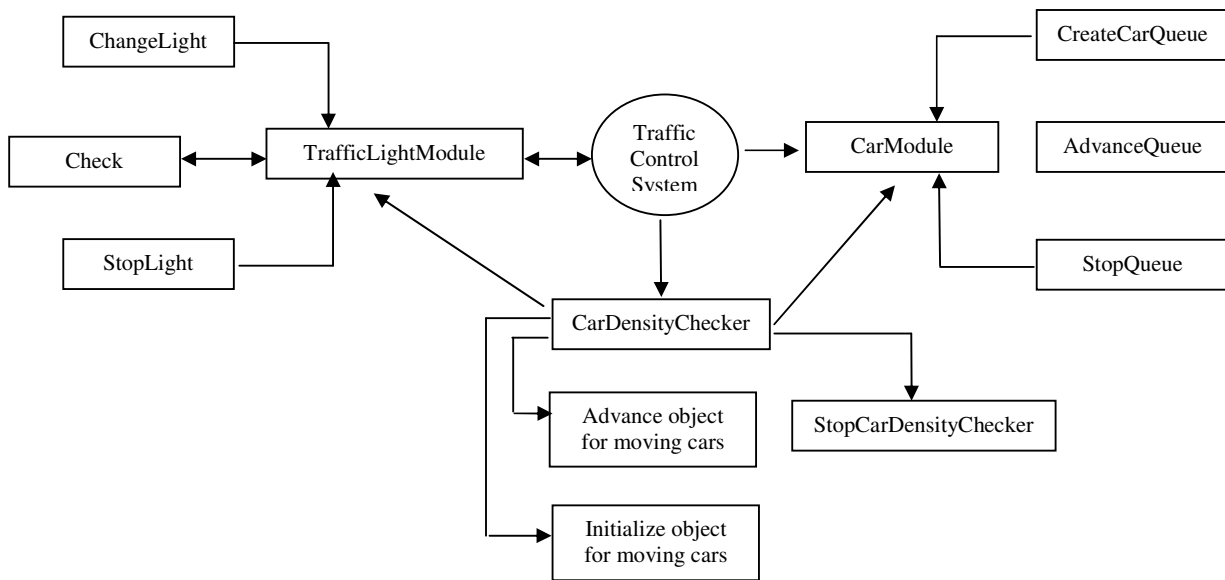 ChangeLight
CreateCarQueue
Check
TrafficLightModule
Traffic
Control
System
CarModule
AdvanceQueue
StopLight
StopQueue
CarDensityChecker
Advance object
for moving cars
StopCarDensityChecker
Initialize object
for moving cars